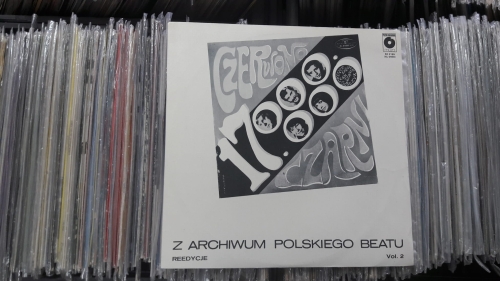 CZERWONO
CZARNI
17.
Z ARCHIWUM POLSKIEGO BEATU
REEDYCJE
Vol. 2